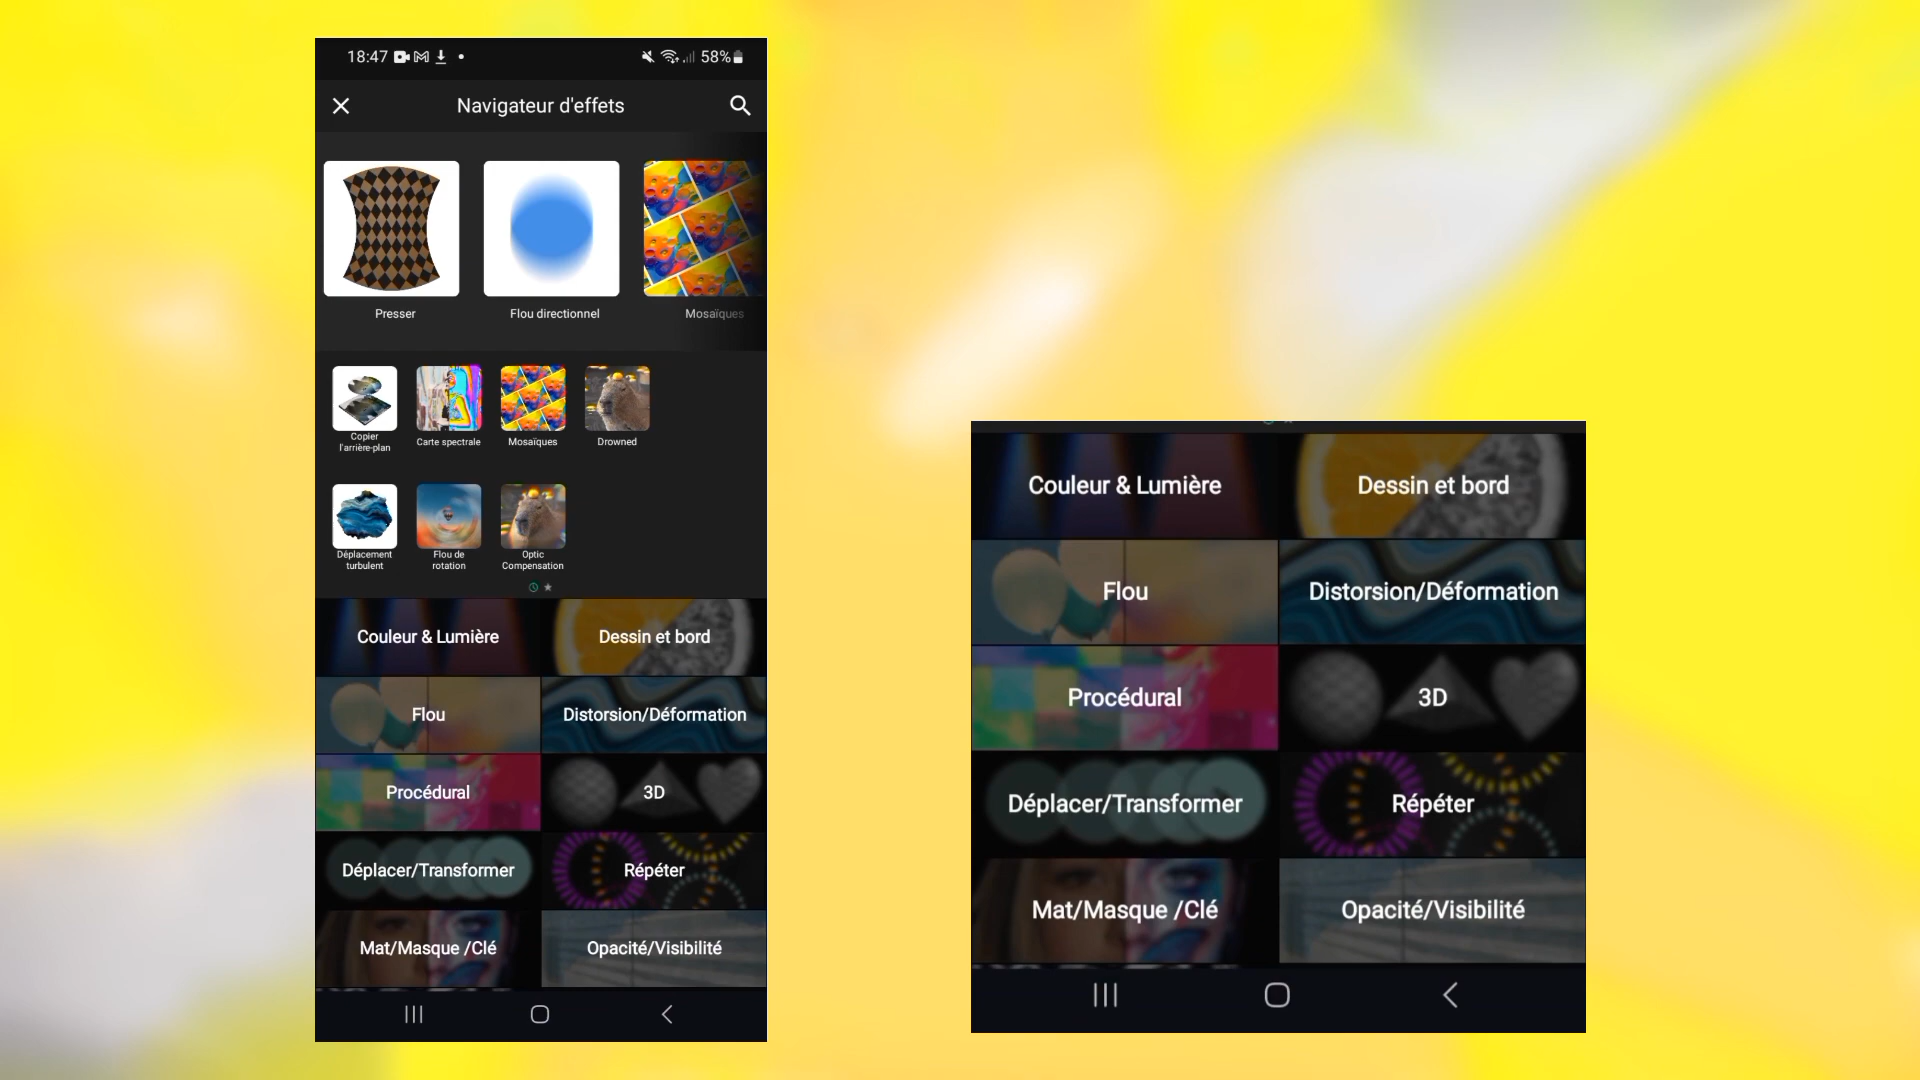 18:47
58%
Navigateur d'effets
Presser
Flou directionnel
Mosaïques
Copier
l'arrière-plan
Carte spectrale
Mosaïques
Drowned
Déplacement
turbulent
Flou de
rotation
Optic
Compensation
Couleur & Lumière
Dessin et bord
Flou
Distorsion/Déformation
Procédural
3D
Déplacer/Transformer
Répéter
Mat/Masque /Clé
Opacité/Visibilité
Couleur & Lumière
Dessin et bord
Flou
Distorsion/Déformation
Procédural
3D
Déplacer/Transformer
Répéter
Mat/Masque /Clé
Opacité/Visibilité